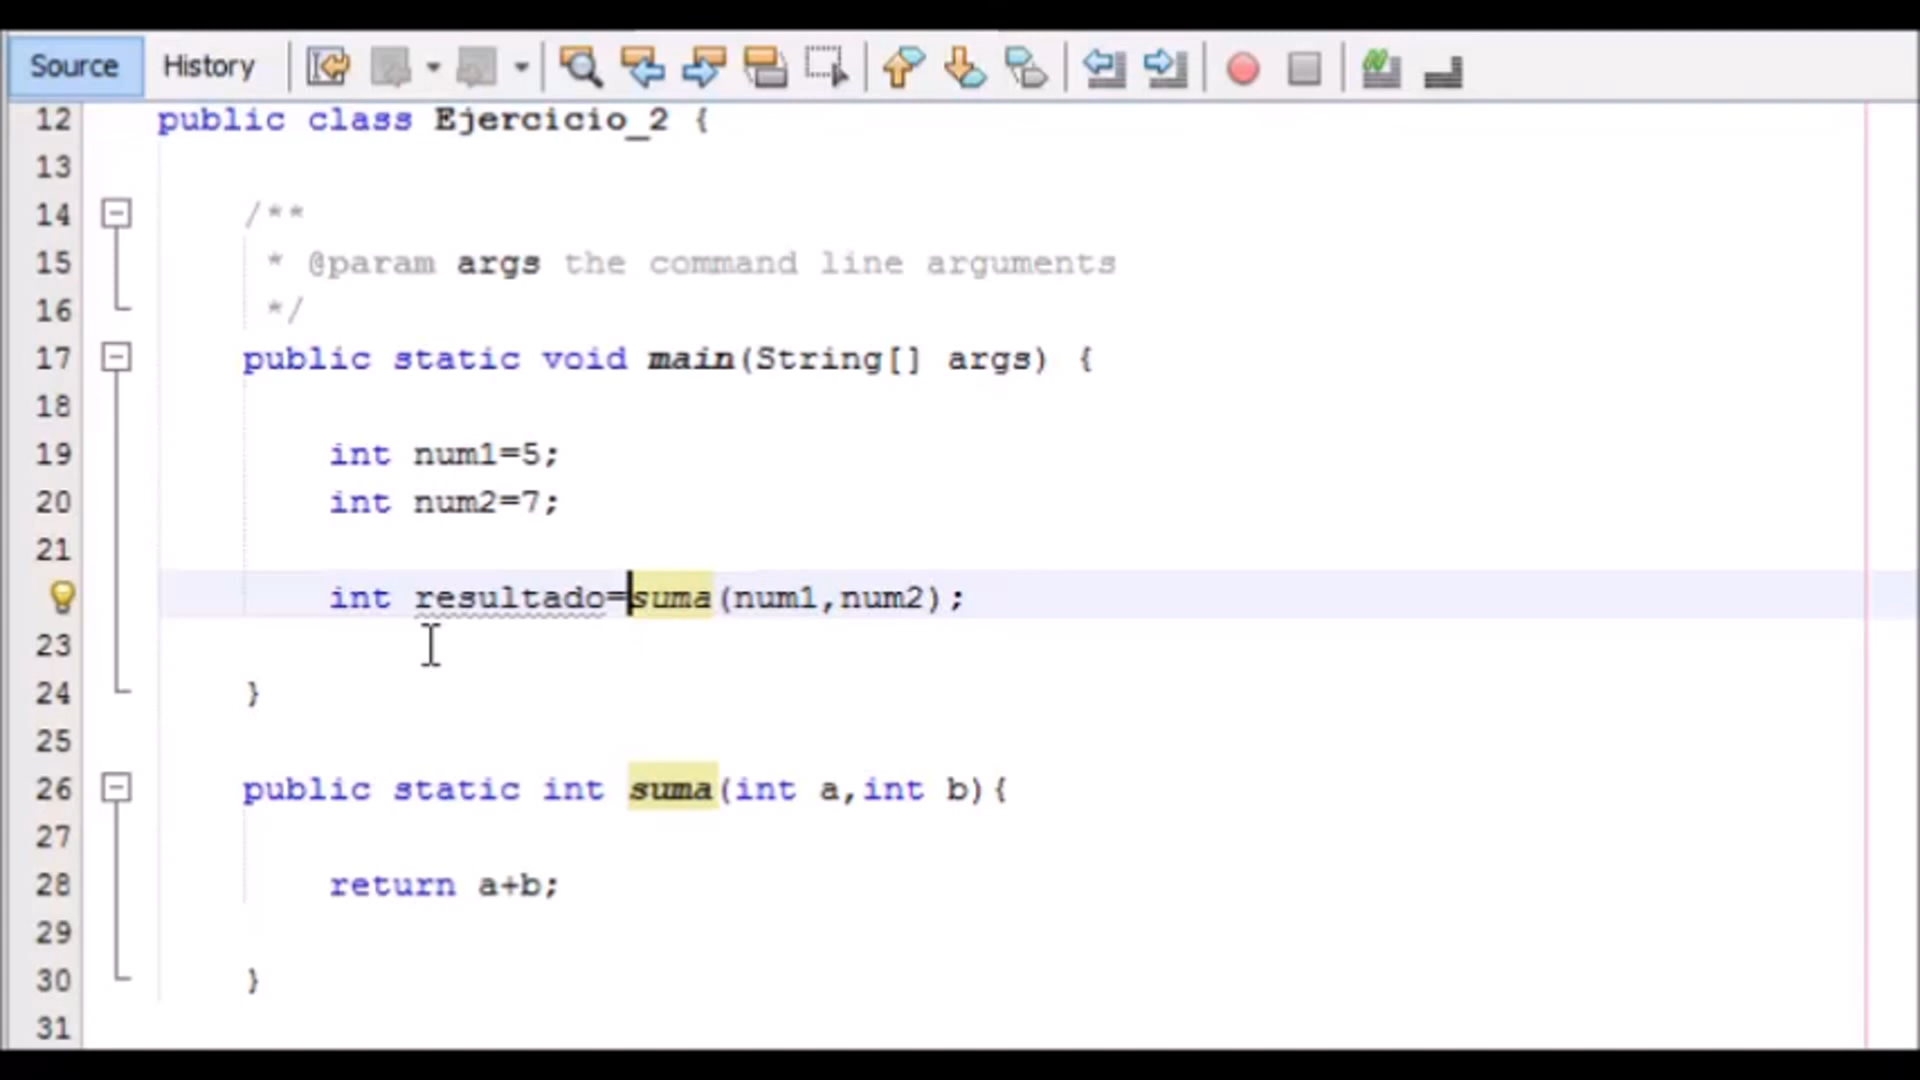 Source History
12 public class Ejercicio_2 {
13
14 /**
15 * @param args the command line arguments
16 */
17 public static void main(String[] args) {
18
19 int num1=5;
20 int num2=7;
21
int resultado=suma(num1,num2);
23
24 }
25
26 public static int suma(int a,int b){
27
28 return a+b;
29
30 }
31